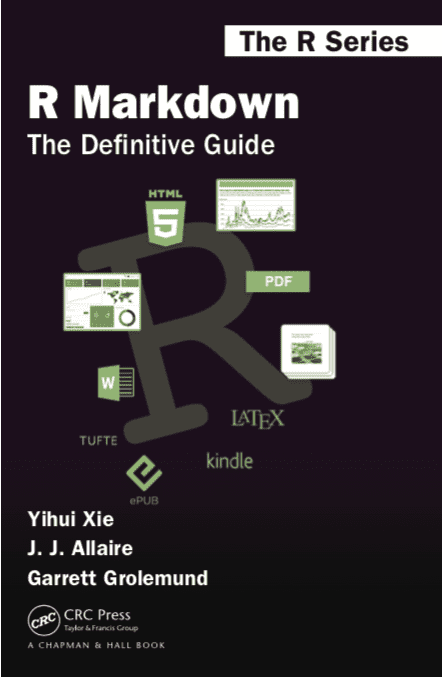 The R Series
R Markdown
The Definitive Guide
HTML
5
PDF
W
LATEX
TUFTE
kindle
ePUB
Yihui Xie
J. J. Allaire
Garrett Grolemund
CRC
CRC Press
Taylor & Francis Group
A CHAPMAN & HALL BOOK
R